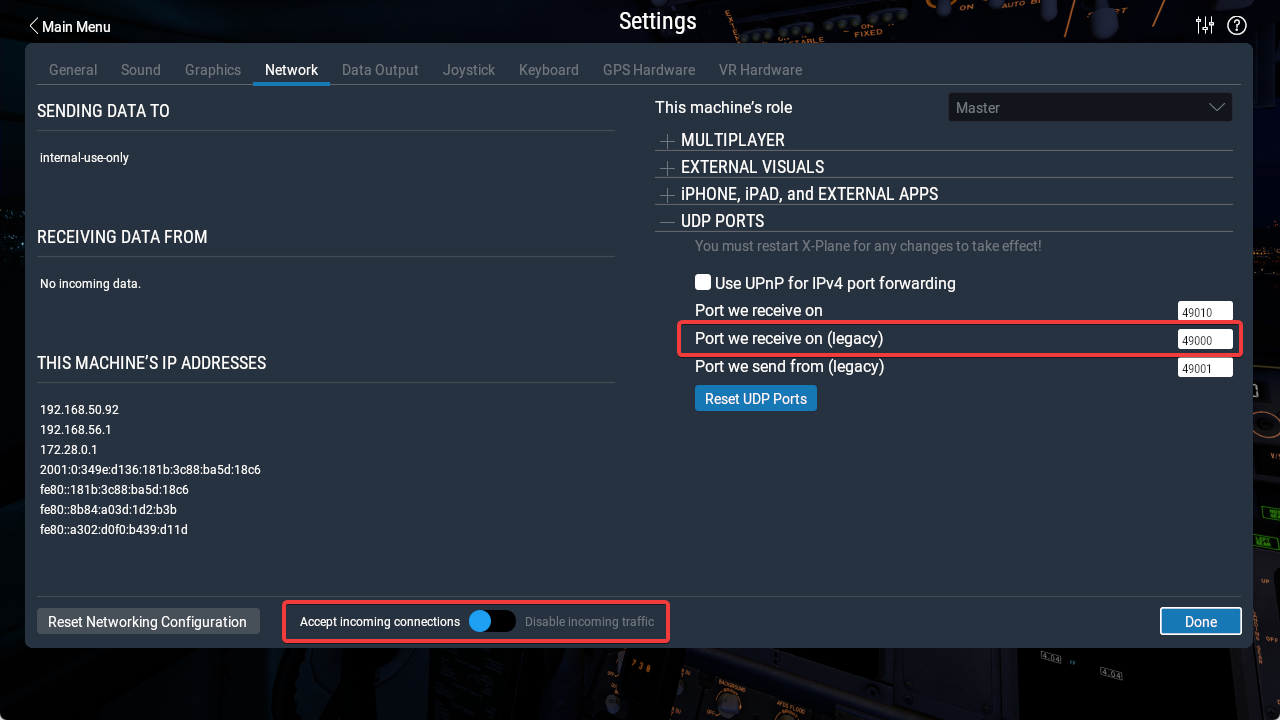 Main Menu
Settings
General Sound Graphics Network Data Output Joystick Keyboard GPS Hardware VR Hardware
SENDING DATA TO
internal-use-only
RECEIVING DATA FROM
No incoming data.
THIS MACHINE'S IP ADDRESSES
192.168.50.92
192.168.56.1
172.28.0.1
2001:0:349e:d136:181b:3c88:ba5d:18c6
fe80::181b:3c88:ba5d:18c6
fe80::8b84:a03d:1d2:b3b
fe80::a302:d0f0:b439:d11d
This machine's role Master
MULTIPLAYER
EXTERNAL VISUALS
iPHONE, iPAD, and EXTERNAL APPS
UDP PORTS
You must restart X-Plane for any changes to take effect!
Use UPnP for IPv4 port forwarding
Port we receive on 49010
Port we receive on (legacy) 49000
Port we send from (legacy) 49001
Reset UDP Ports
Reset Networking Configuration
Accept incoming connections Disable incoming traffic
Done